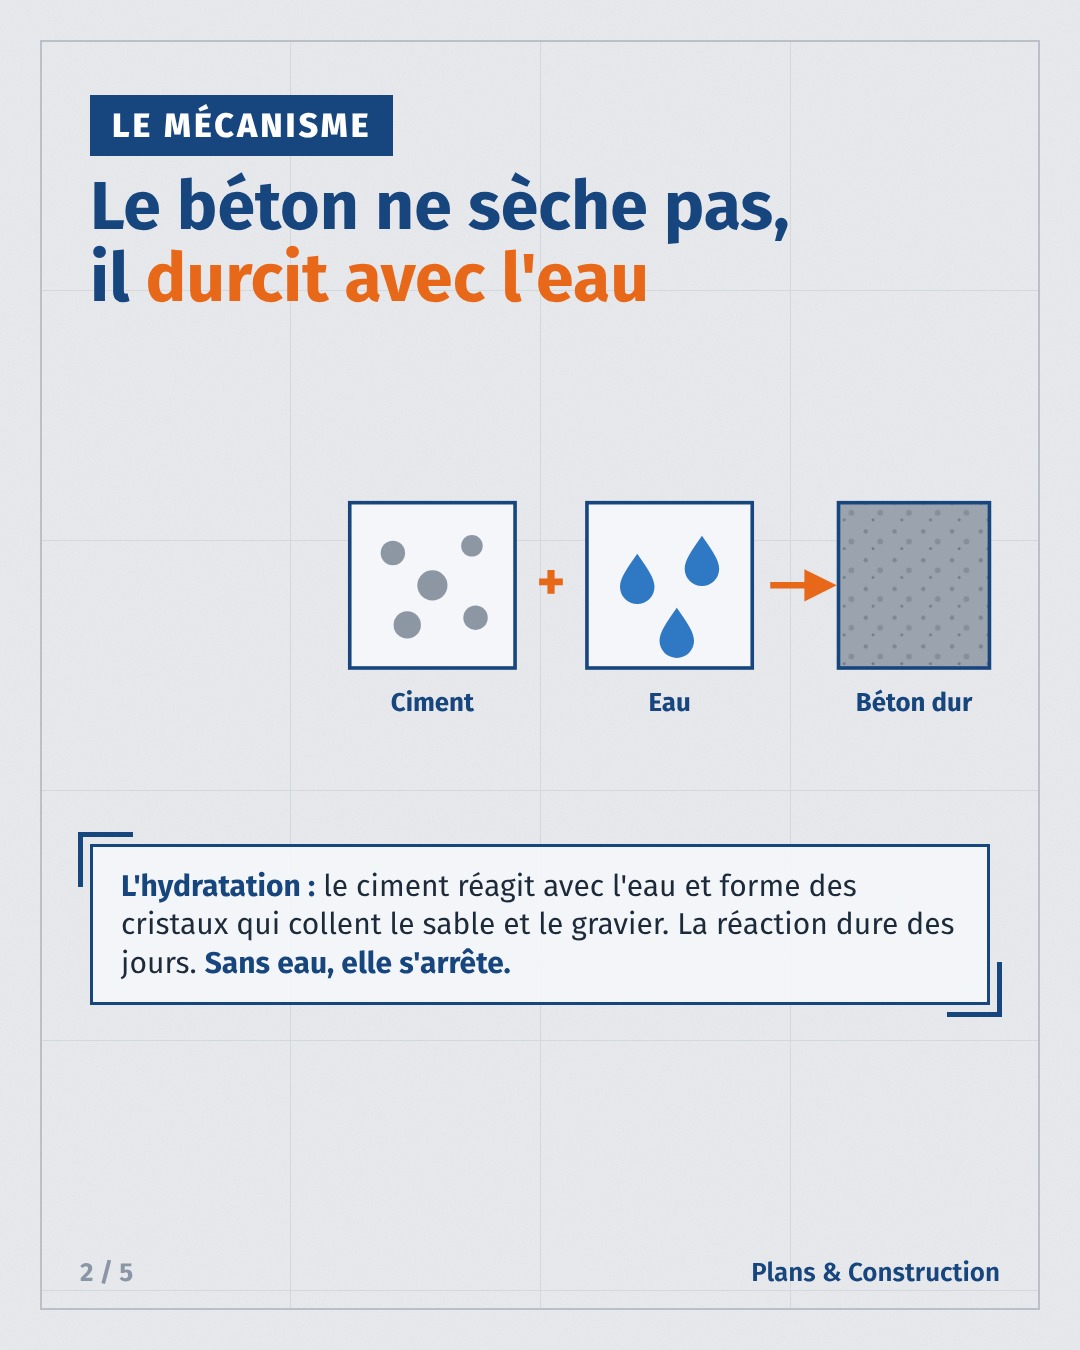 LE MÉCANISME
Le béton ne sèche pas,
il durcit avec l'eau
Ciment
Eau
Béton dur
L'hydratation : le ciment réagit avec l'eau et forme des
cristaux qui collent le sable et le gravier. La réaction dure des
jours. Sans eau, elle s'arrête.
2 / 5
Plans & Construction